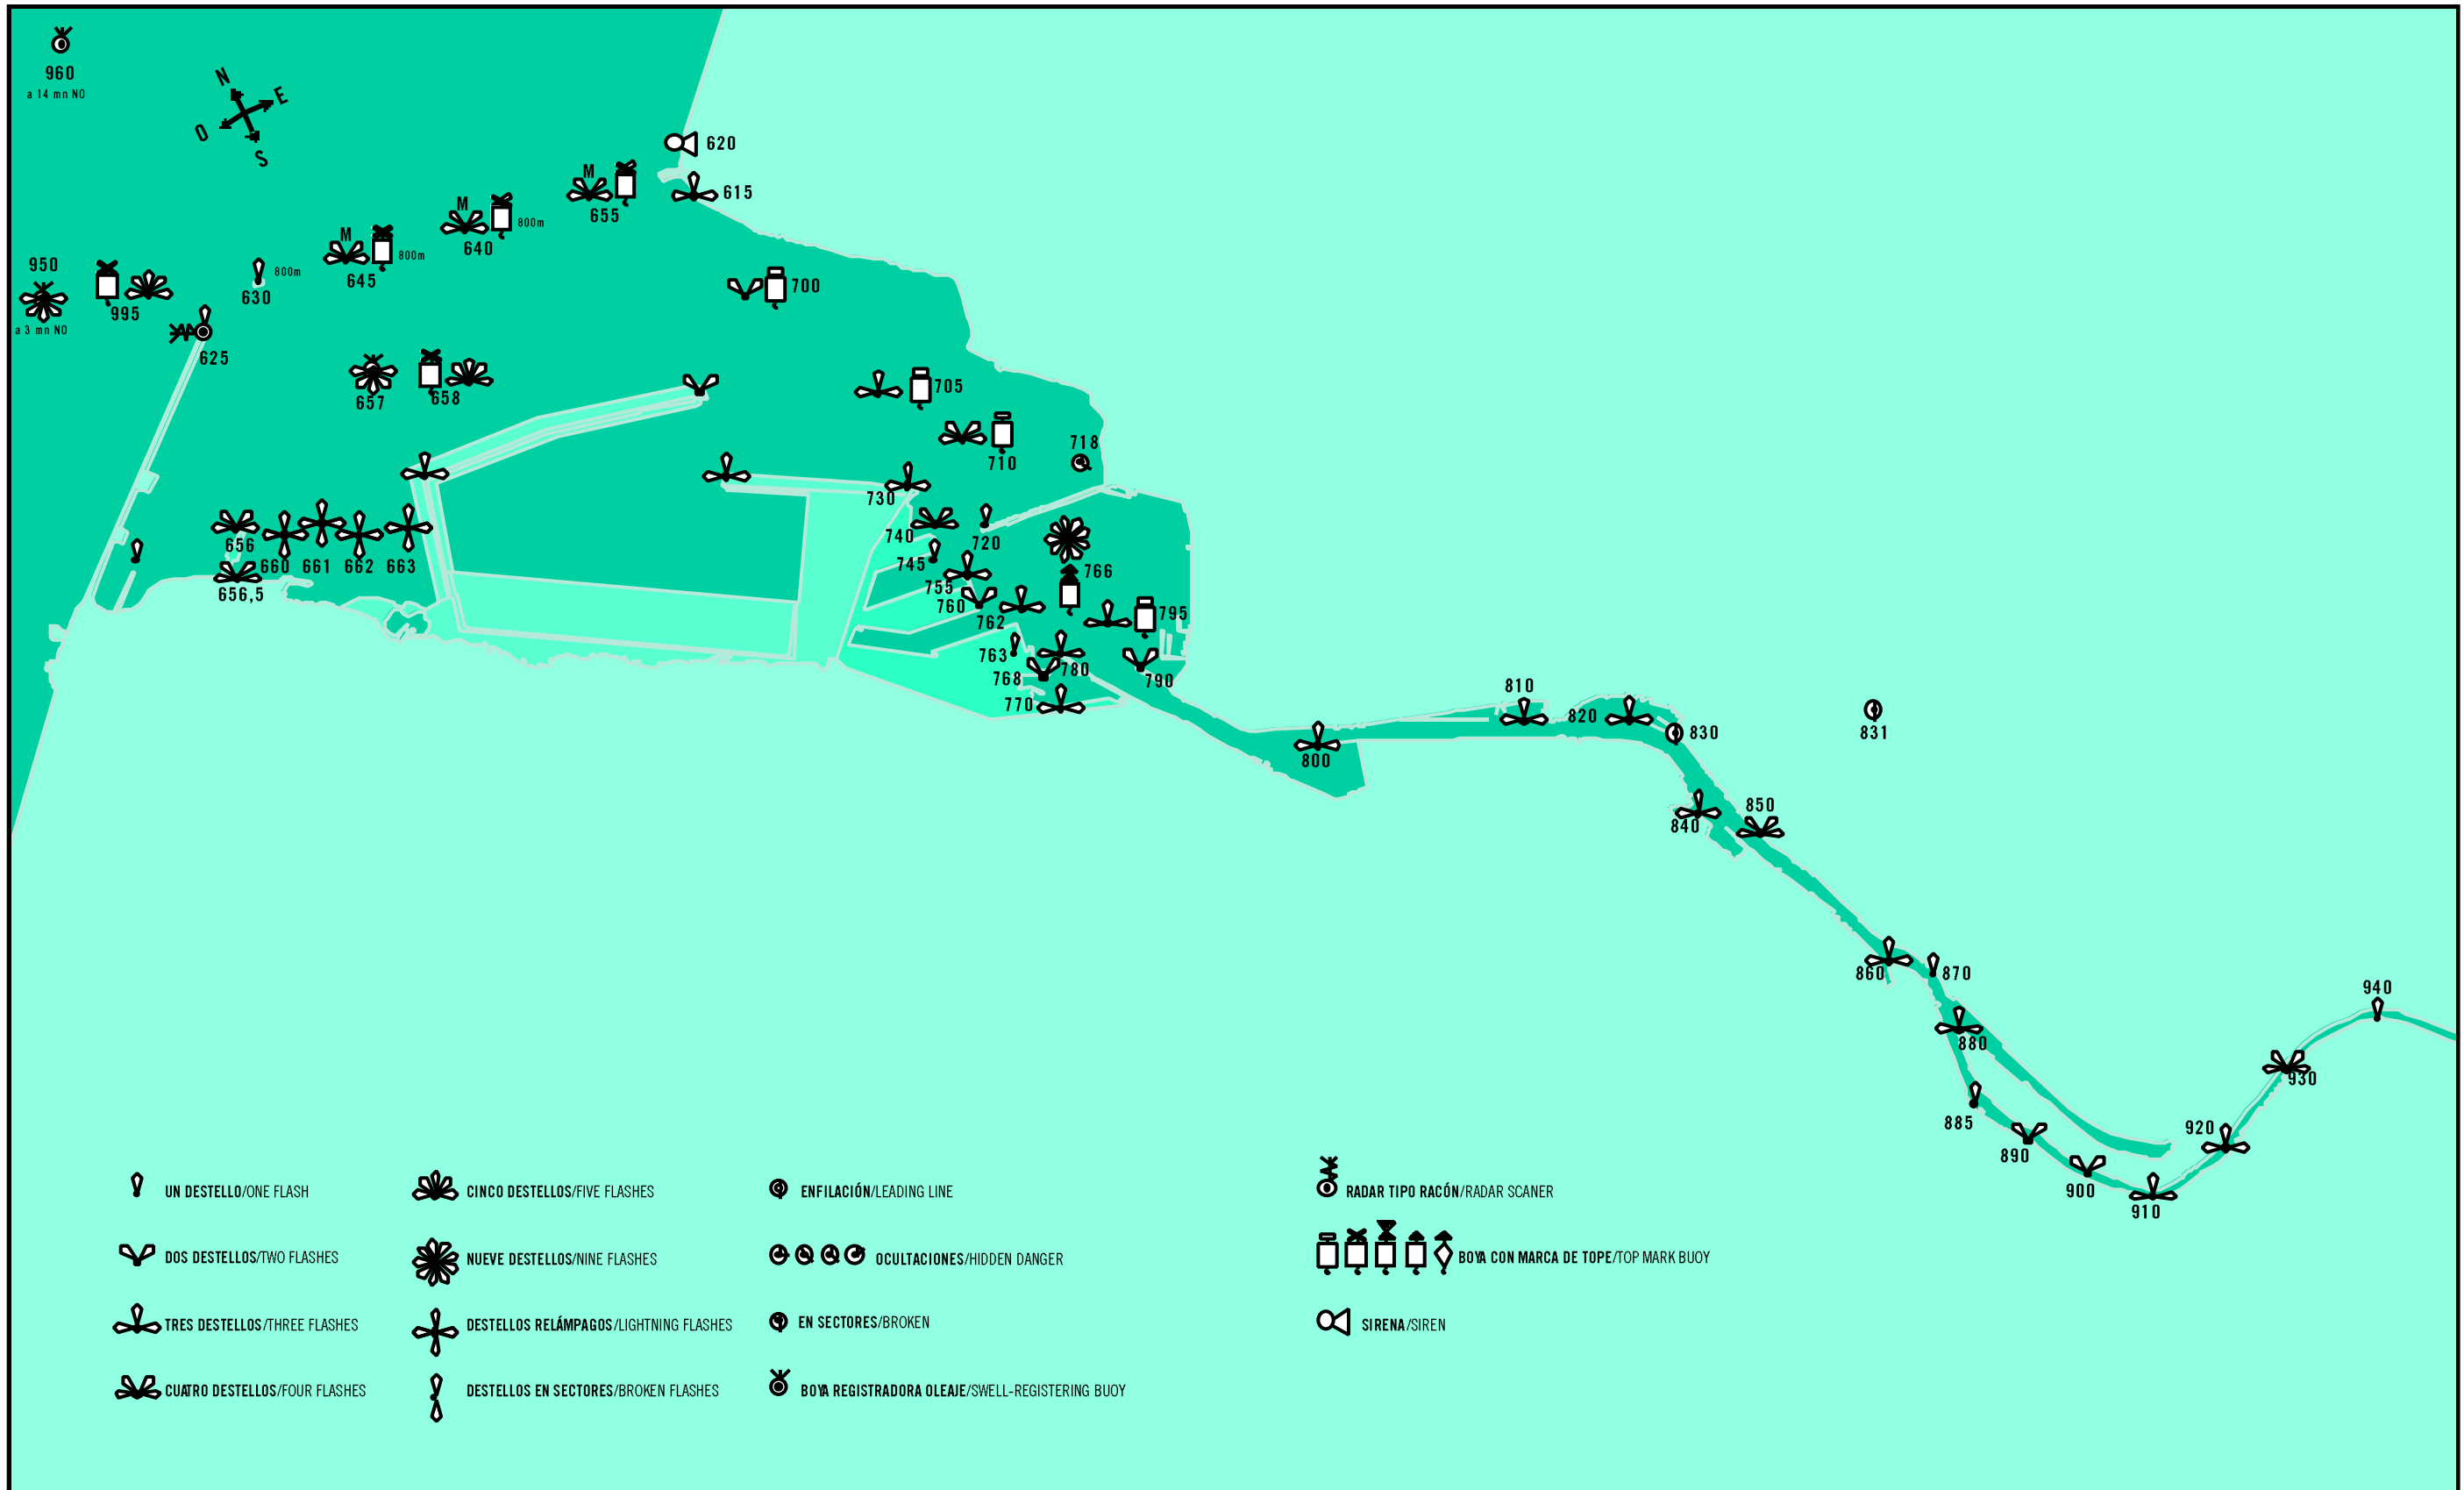 960
a 14 mn NO
N
E
O
S
620
615
M
655
M
640
800m
M
645
800m
630
800m
950
a 3 mn NO
995
625
657
658
700
705
710
718
730
740
720
745
755
760
762
766
795
763
768
780
770
790
656
660
661
662
663
656,5
800
810
820
830
831
840
850
860
870
880
885
890
900
910
920
930
940
UN DESTELLO/ONE FLASH
DOS DESTELLOS/TWO FLASHES
TRES DESTELLOS/THREE FLASHES
CUATRO DESTELLOS/FOUR FLASHES
CINCO DESTELLOS/FIVE FLASHES
NUEVE DESTELLOS/NINE FLASHES
DESTELLOS RELÁMPAGOS/LIGHTNING FLASHES
DESTELLOS EN SECTORES/BROKEN FLASHES
ENFILACIÓN/LEADING LINE
OCULTACIONES/HIDDEN DANGER
EN SECTORES/BROKEN
BOYA REGISTRADORA OLEAJE/SWELL-REGISTERING BUOY
RADAR TIPO RACÓN/RADAR SCANER
BOYA CON MARCA DE TOPE/TOP MARK BUOY
SIRENA/SIREN